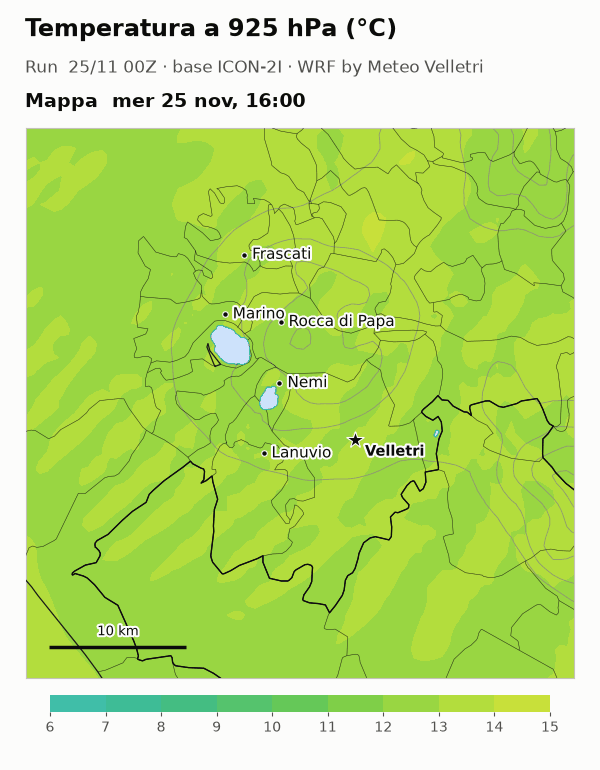 Temperatura a 925 hPa (°C)
Run  25/11 00Z · base ICON-2I · WRF by Meteo Velletri
Mappa  mer 25 nov, 16:00
Frascati
Marino
Rocca di Papa
Nemi
Velletri
Lanuvio
10 km
6 7 8 9 10 11 12 13 14 15